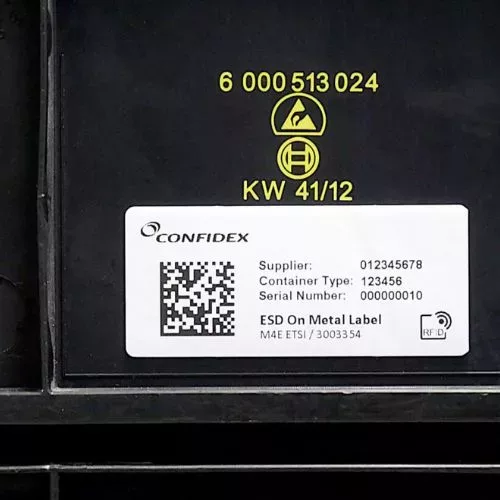 6 000 513 024
KW 41/12
CONFIDEX
Supplier: 012345678
Container Type: 123456
Serial Number: 000000010
ESD On Metal Label
M4E ETSI / 3003354
RFID